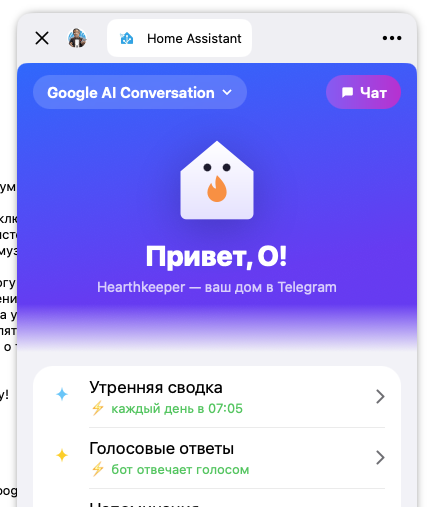 Home Assistant
Google AI Conversation
Чат
Привет, О!
Hearthkeeper — ваш дом в Telegram
Утренняя сводка
каждый день в 07:05
Голосовые ответы
бот отвечает голосом